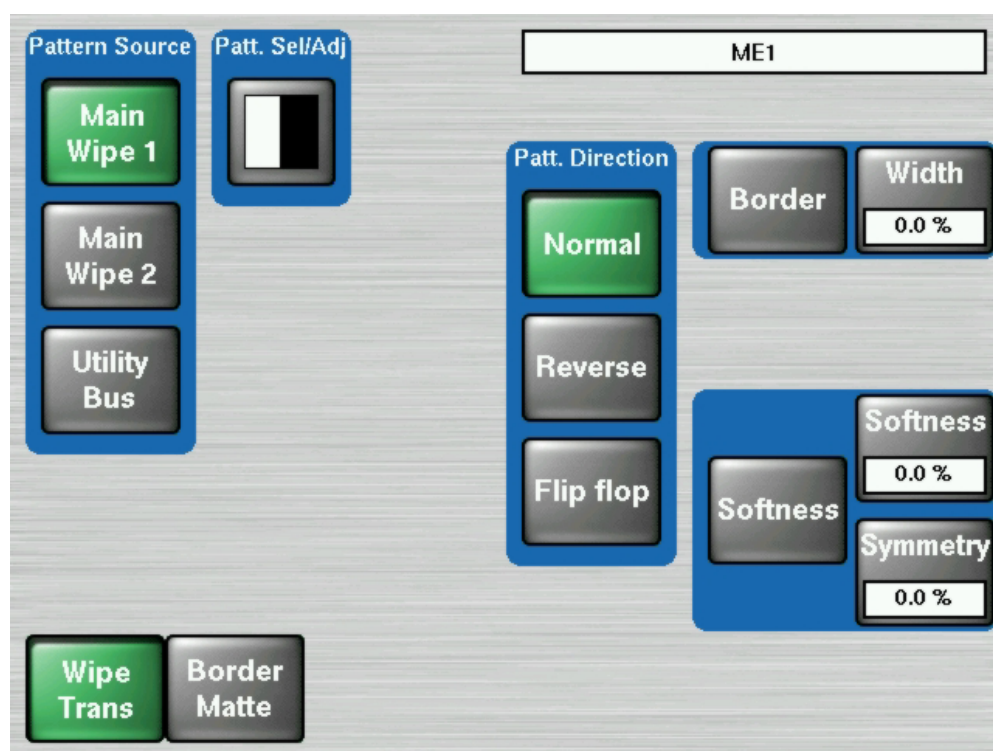 Pattern Source
Main
Wipe 1
Main
Wipe 2
Utility
Bus
Patt. Sel/Adj
ME1
Patt. Direction
Normal
Reverse
Flip flop
Border
Width
0.0 %
Softness
Softness
0.0 %
Symmetry
0.0 %
Wipe
Trans
Border
Matte